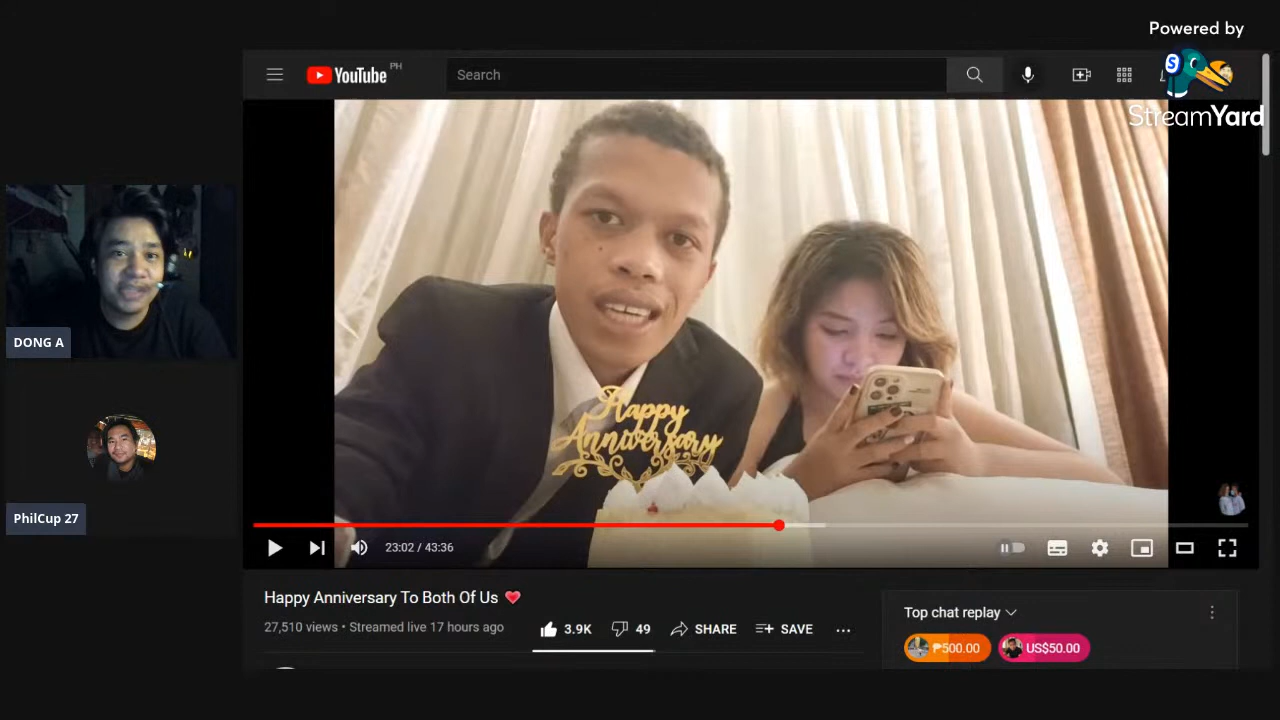 Powered by
StreamYard
YouTube PH
Search
DONG A
PhilCup 27
Happy
Anniversary
23:02 / 43:36
Happy Anniversary To Both Of Us
27,510 views • Streamed live 17 hours ago
3.9K
49
SHARE
SAVE
Top chat replay
₱500.00
US$50.00